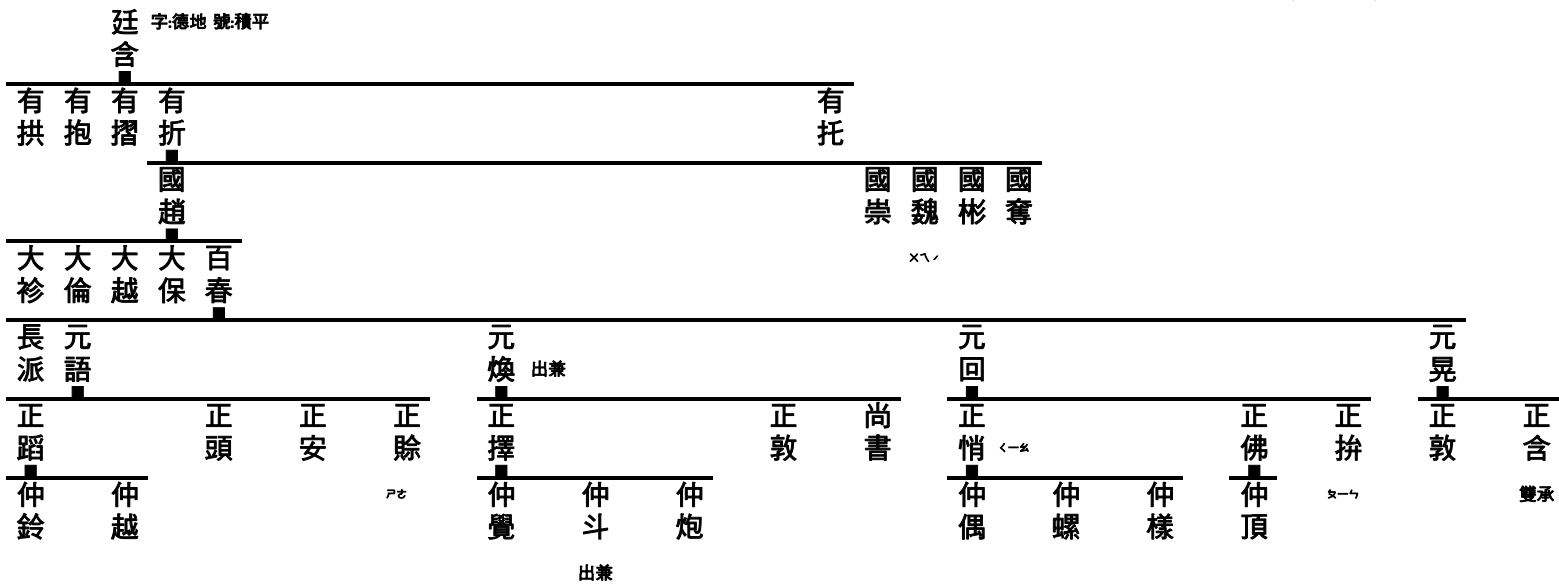 廷含 字:德地 號:積平
有拱 有抱 有摺 有折 有托
國趙 國崇 國魏 國彬 國奪
ㄨㄟˊ
大袗 大倫 大越 大保 百春
長派 元語 元煥 出兼 元回 元晃
正蹈 正頭 正安 正賒 正擇 正敦 尚書 正悄 ㄑㄧㄠ 正佛 正拚 正敦 正含
ㄕㄜ ㄆㄧㄣ 雙承
仲鈴 仲越 仲覺 仲斗 仲炮 仲偶 仲螺 仲樣 仲頂
出兼